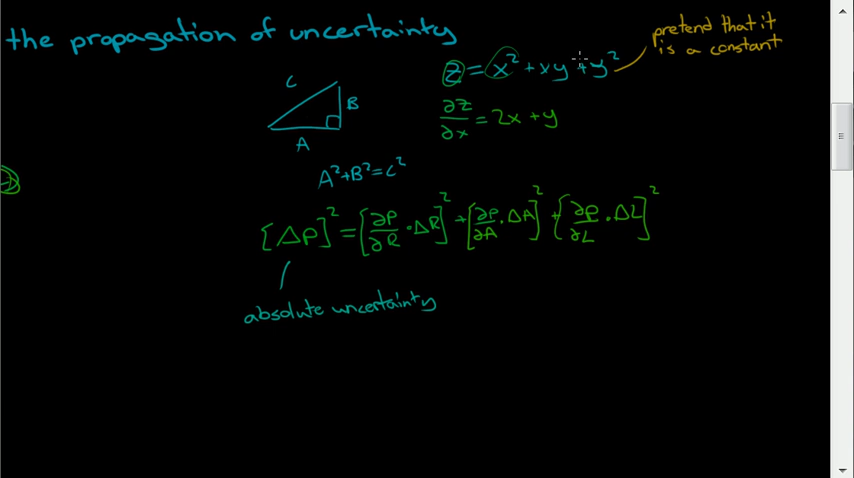 the propagation of uncertainty
pretend that it
is a constant
z = x² + xy + y²
∂z/∂x = 2x + y
C
B
A
A² + B² = c²
[Δρ]² = [∂ρ/∂R · ΔR]² + [∂ρ/∂A · ΔA]² + [∂ρ/∂L · ΔL]²
absolute uncertainty